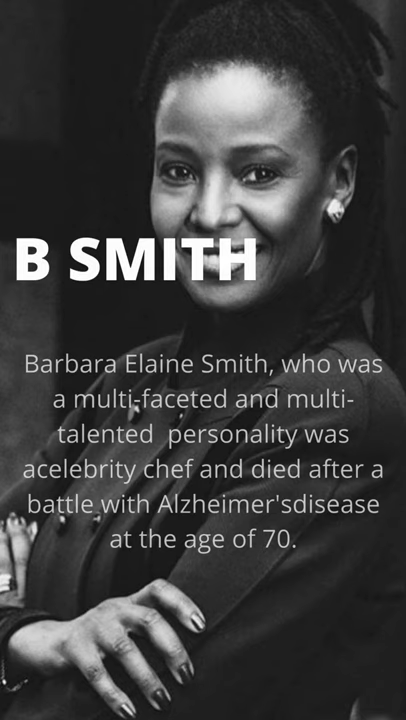 B SMITH
Barbara Elaine Smith, who was
a multi-faceted and multi-
talented  personality was
acelebrity chef and died after a
battle with Alzheimer'sdisease
at the age of 70.